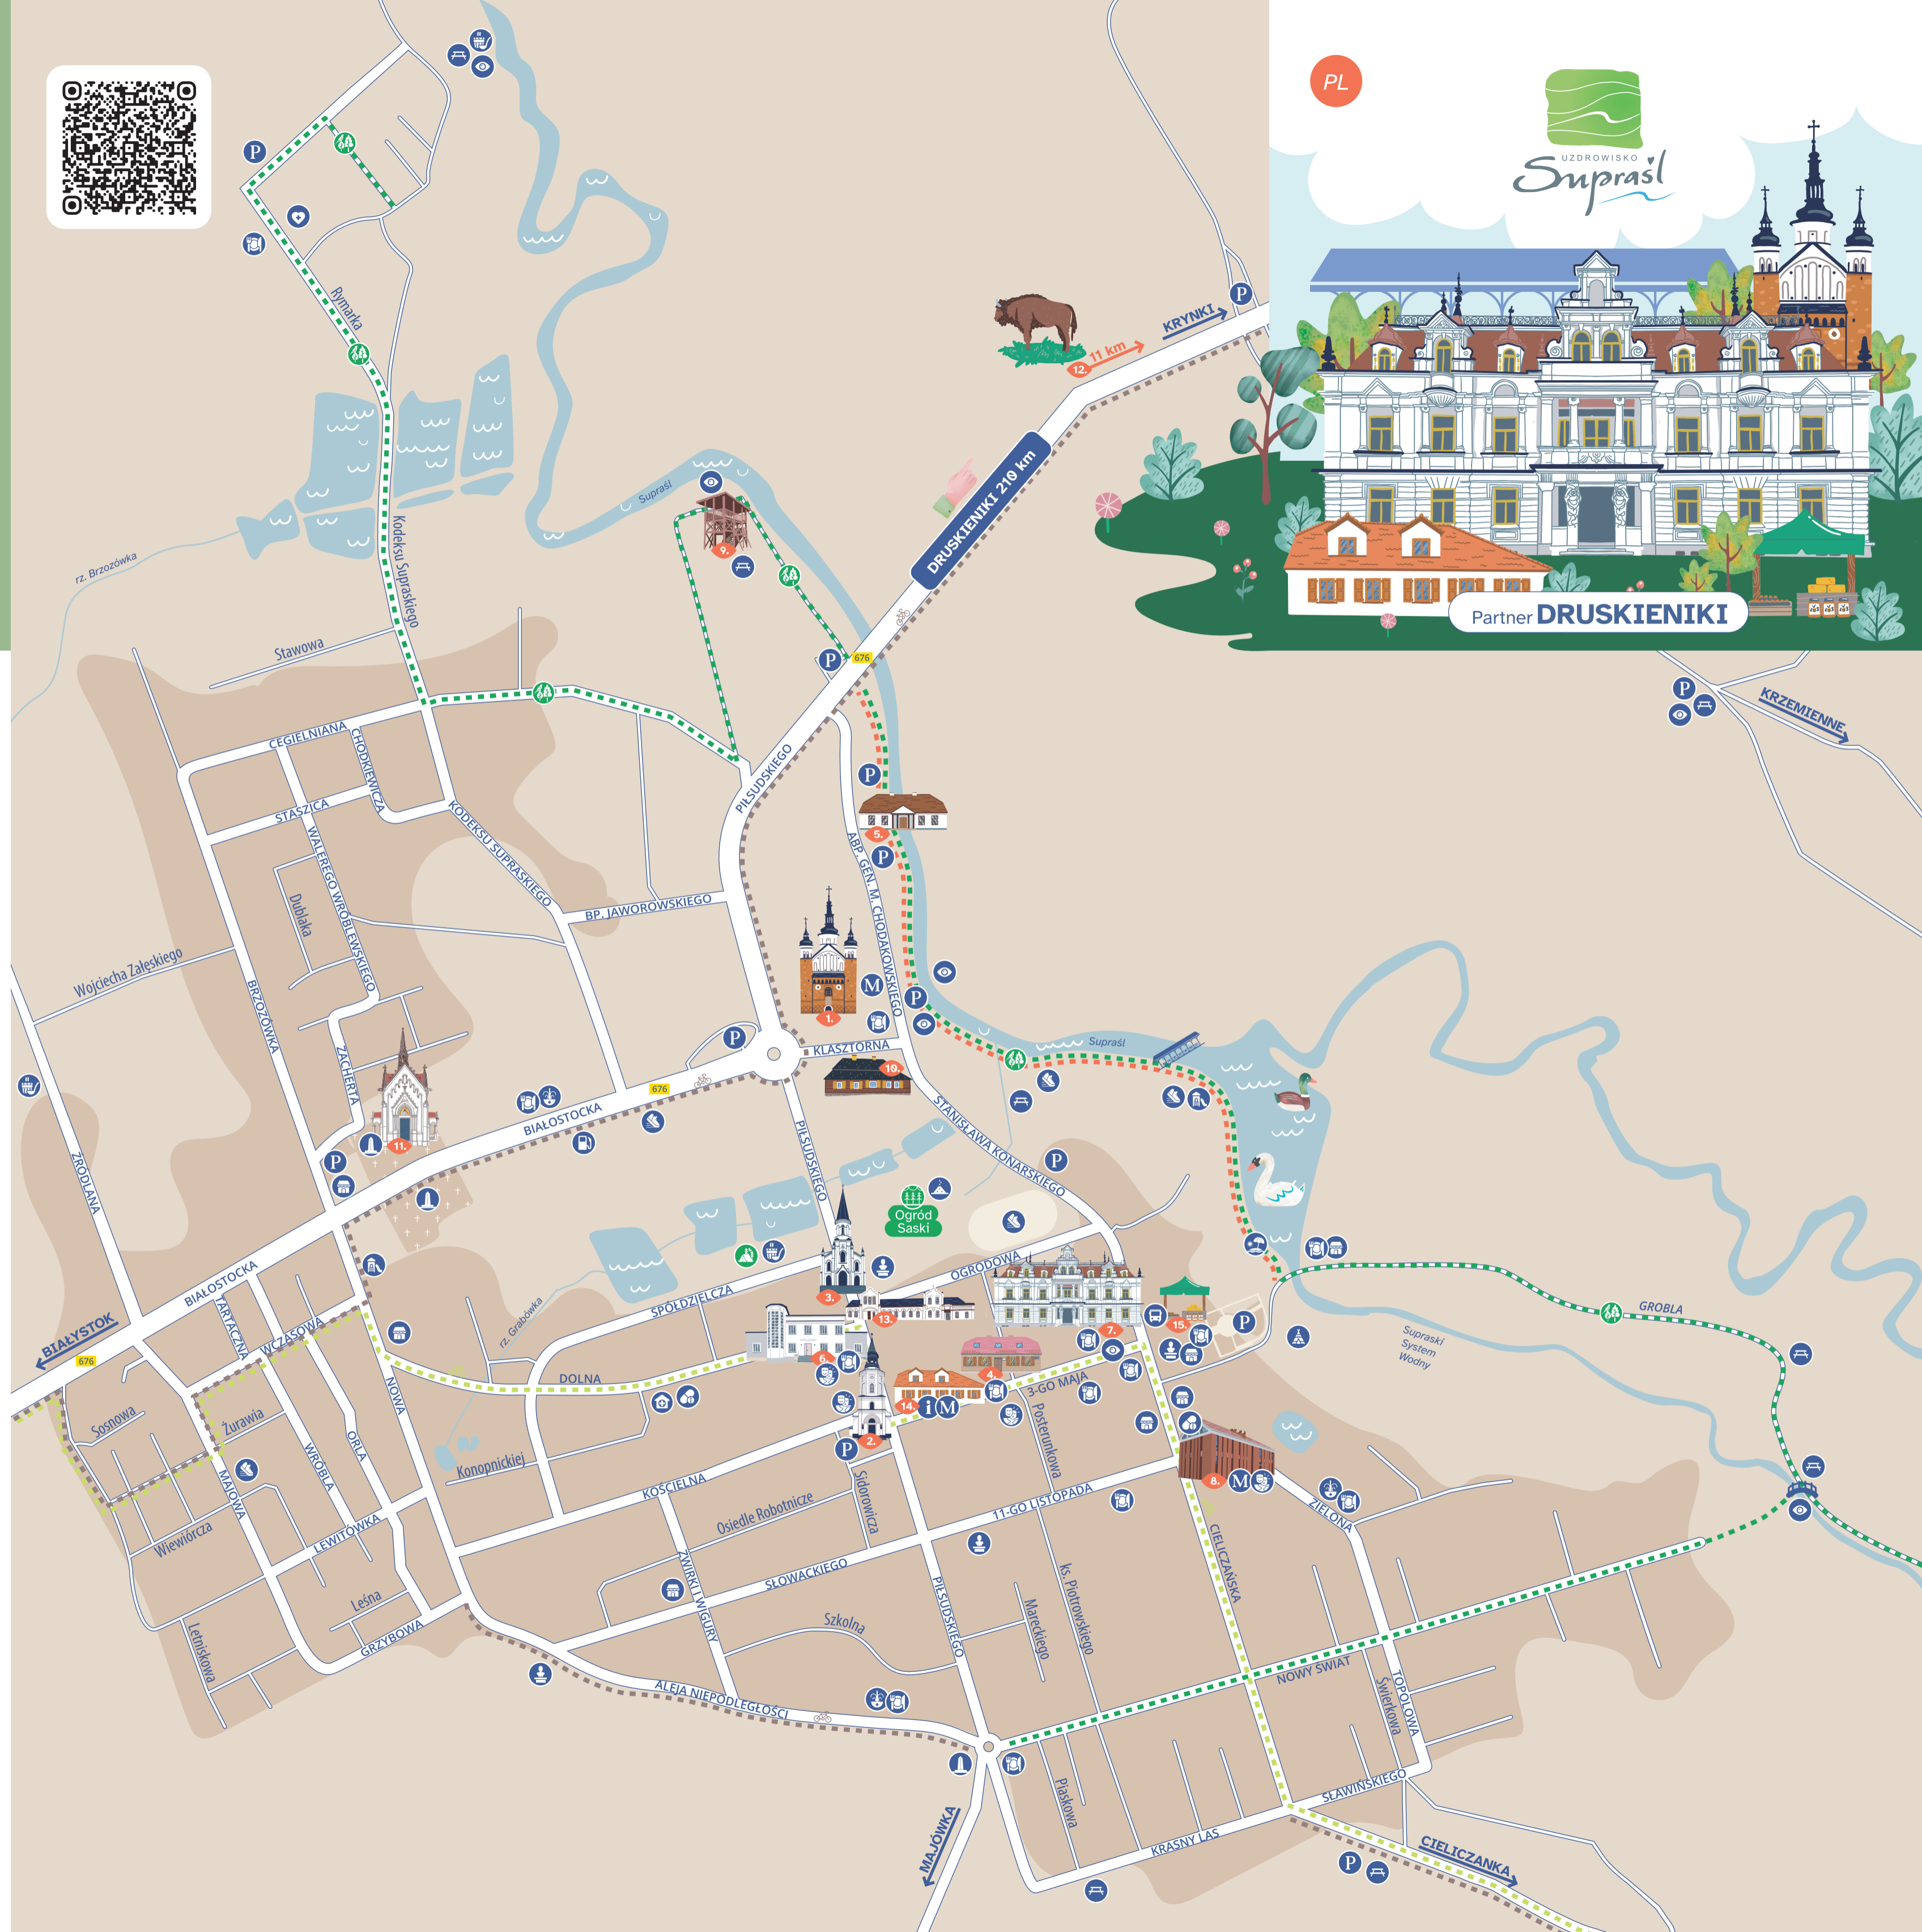 PL
UZDROWISKO
Supraśl
Partner DRUSKIENIKI
KRYNKI
11 km
12.
DRUSKIENIKI 210 km
Rymarka
Supraśl
9.
rz. Brzozówka
Kodeksu Supraskiego
Stawowa
676
P
KRZEMIENNE
CEGIELNIANA
CHODKIEWICZA
PIŁSUDSKIEGO
STASZICA
KODEKSU SUPRASKIEGO
WALEREGO WRÓBLEWSKIEGO
5.
ABP. GEN. M. CHODAKOWSKIEGO
Dublaka
BP. JAWOROWSKIEGO
Wojciecha Załęskiego
BRZOZÓWKA
M
1.
KLASZTORNA
Supraśl
10.
676
ZACHERTA
BIAŁOSTOCKA
11.
ŹRÓDLANA
PIŁSUDSKIEGO
STANISŁAWA KONARSKIEGO
Ogród
Saski
OGRODOWA
BIAŁOSTOCKA
SPÓŁDZIELCZA
3.
13.
rz. Grabówka
7.
15.
P
GROBLA
Supraski
System
Wodny
BIAŁYSTOK
676
TARTACZNA
WCZASOWA
6.
4.
DOLNA
3-GO MAJA
NOWA
14.
i M
2.
P
Sosnowa
Żurawia
Posterunkowa
Konopnickiej
KOŚCIELNA
Sidorowicza
8.
M
MAJOWA
WRÓBLA
ORLA
Osiedle Robotnicze
11-GO LISTOPADA
ZIELONA
Wiewiórcza
LEWITÓWKA
CIELICZAŃSKA
SŁOWACKIEGO
ŻWIRKI I WIGURY
ks. Piotrowskiego
Leśna
PIŁSUDSKIEGO
Mareckiego
Szkolna
Letniskowa
GRZYBOWA
NOWY ŚWIAT
ALEJA NIEPODLEGŁOŚCI
Świerkowa
TOPOLOWA
Piaskowa
SŁAWIŃSKIEGO
MAJÓWKA
KRASNY LAS
CIELICZANKA
P